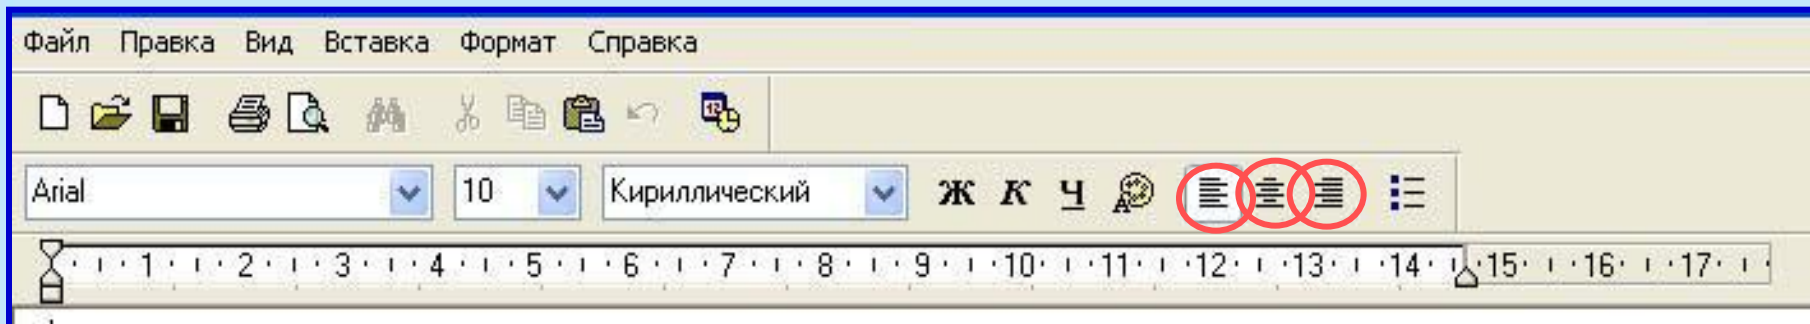 Файл Правка Вид Вставка Формат Справка
12
Arial 10 Кириллический Ж К Ч A
1 2 3 4 5 6 7 8 9 10 11 12 13 14 15 16 17